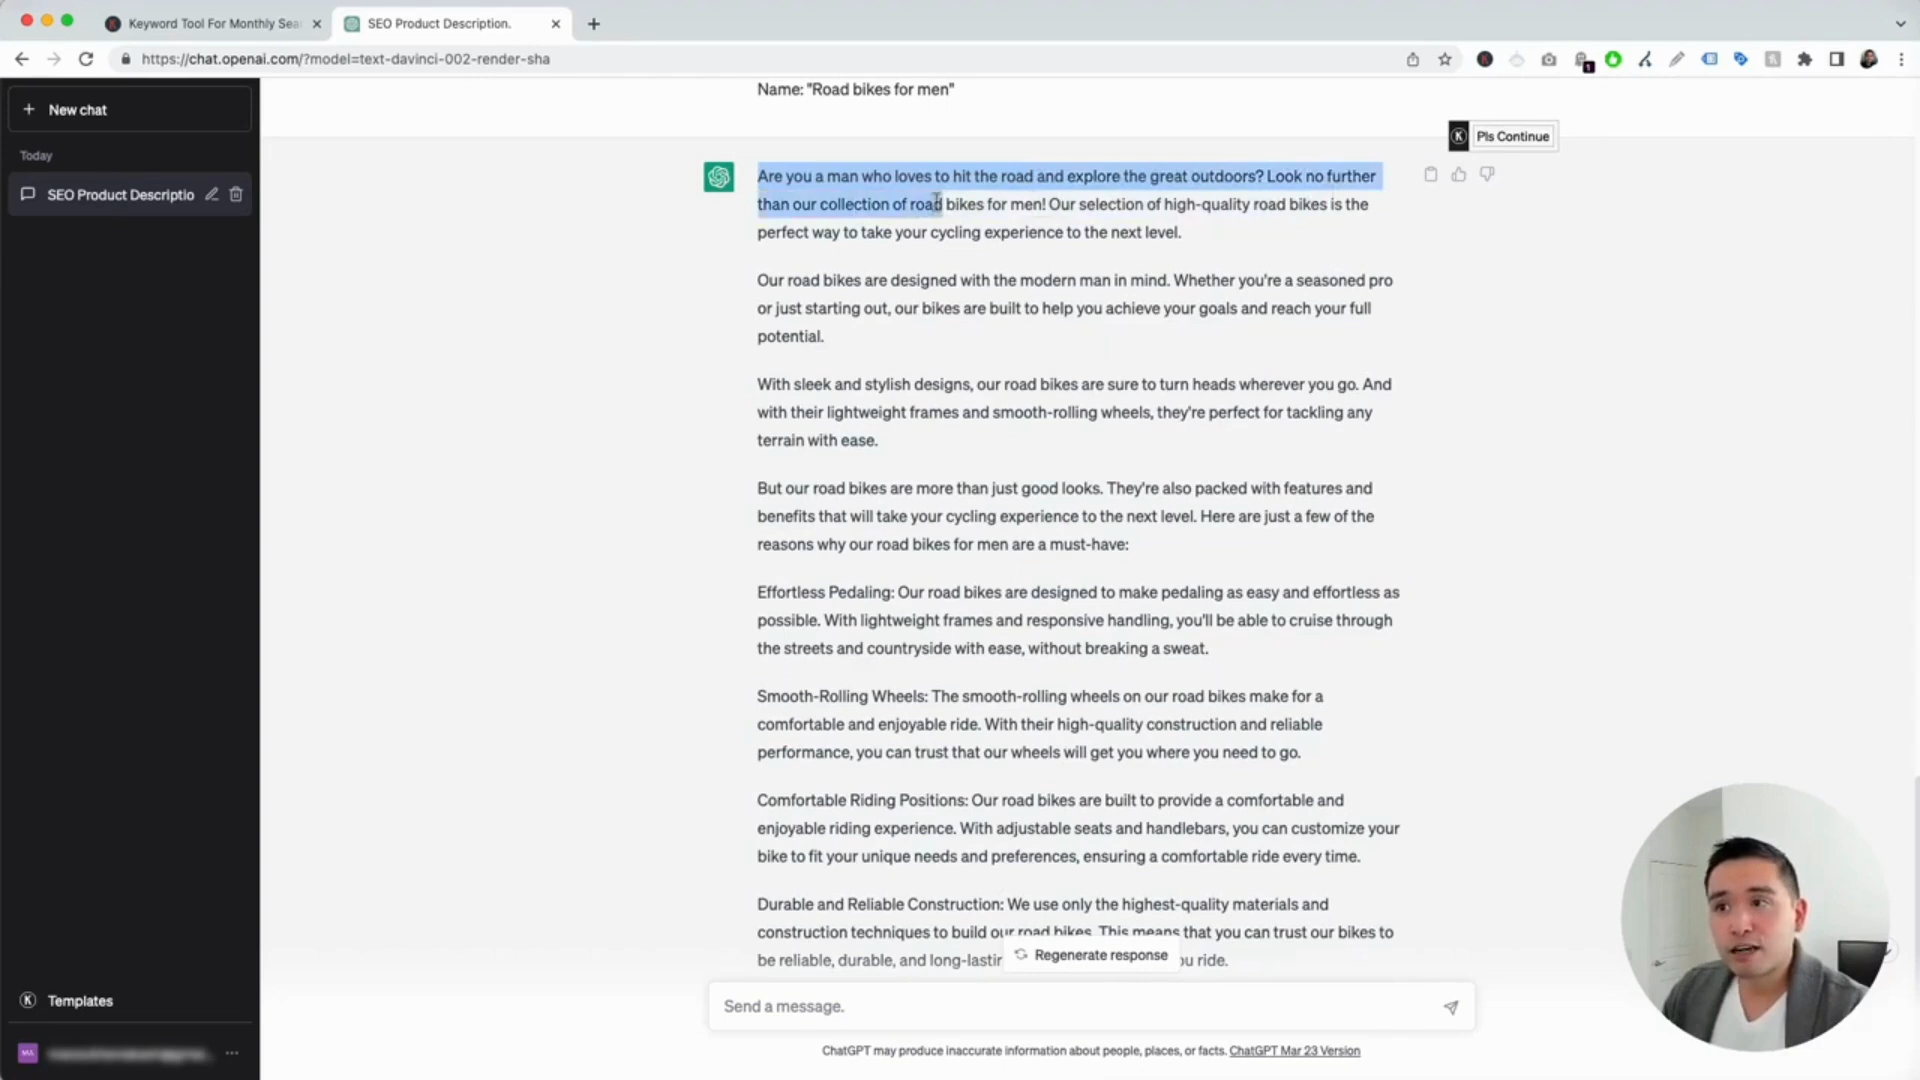 Keyword Tool For Monthly Sea
SEO Product Description.
https://chat.openai.com/?model=text-davinci-002-render-sha
New chat
Today
SEO Product Descriptio
Templates
MA
Name: "Road bikes for men"
K Pls Continue
Are you a man who loves to hit the road and explore the great outdoors? Look no further
than our collection of road bikes for men! Our selection of high-quality road bikes is the
perfect way to take your cycling experience to the next level.
Our road bikes are designed with the modern man in mind. Whether you're a seasoned pro
or just starting out, our bikes are built to help you achieve your goals and reach your full
potential.
With sleek and stylish designs, our road bikes are sure to turn heads wherever you go. And
with their lightweight frames and smooth-rolling wheels, they're perfect for tackling any
terrain with ease.
But our road bikes are more than just good looks. They're also packed with features and
benefits that will take your cycling experience to the next level. Here are just a few of the
reasons why our road bikes for men are a must-have:
Effortless Pedaling: Our road bikes are designed to make pedaling as easy and effortless as
possible. With lightweight frames and responsive handling, you'll be able to cruise through
the streets and countryside with ease, without breaking a sweat.
Smooth-Rolling Wheels: The smooth-rolling wheels on our road bikes make for a
comfortable and enjoyable ride. With their high-quality construction and reliable
performance, you can trust that our wheels will get you where you need to go.
Comfortable Riding Positions: Our road bikes are built to provide a comfortable and
enjoyable riding experience. With adjustable seats and handlebars, you can customize your
bike to fit your unique needs and preferences, ensuring a comfortable ride every time.
Durable and Reliable Construction: We use only the highest-quality materials and
construction techniques to build our road bikes. This means that you can trust our bikes to
be reliable, durable, and long-lastin ou ride.
Regenerate response
Send a message.
ChatGPT may produce inaccurate information about people, places, or facts. ChatGPT Mar 23 Version